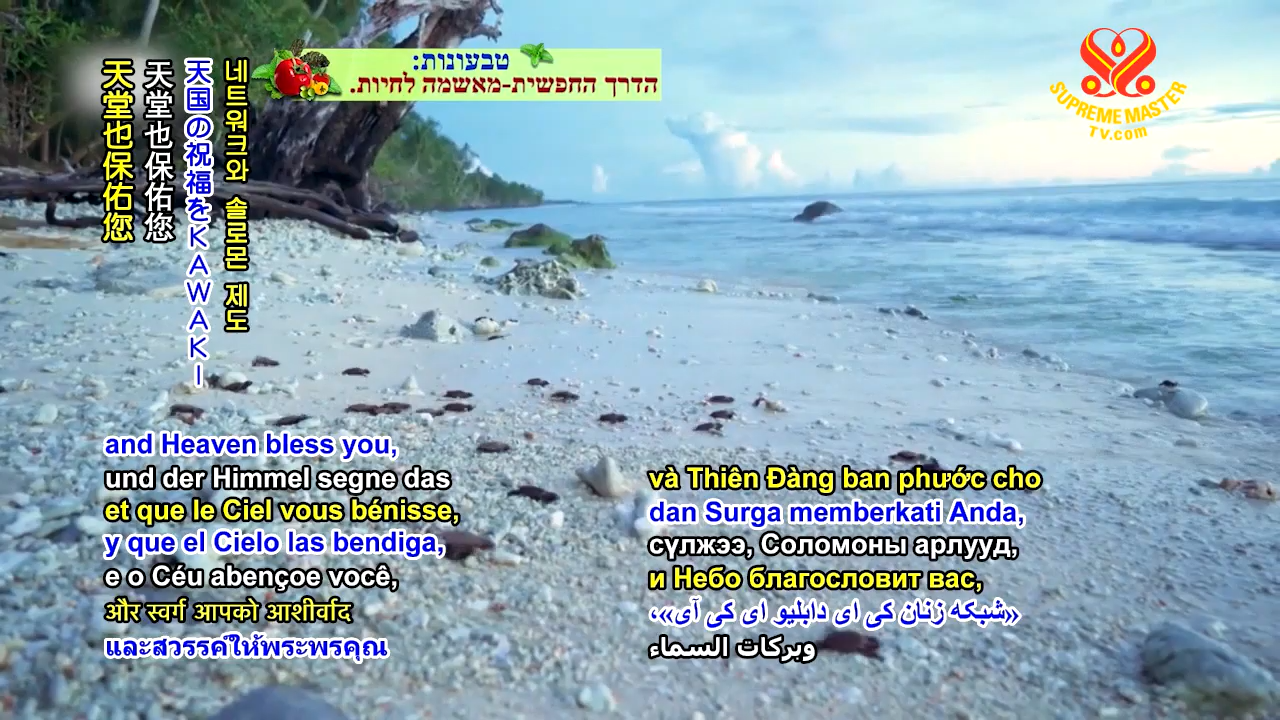 טבעונות:
הדרך החפשית-מאשמה לחיות.
SUPREME MASTER
TV.com
天堂也保佑您
天堂也保佑您
天国の祝福をKAWAKI
네트워크와 솔로몬 제도
and Heaven bless you,
und der Himmel segne das
et que le Ciel vous bénisse,
y que el Cielo las bendiga,
e o Céu abençoe você,
और स्वर्ग आपको आशीर्वाद
และสวรรค์ให้พระพรคุณ
và Thiên Đàng ban phước cho
dan Surga memberkati Anda,
сүлжээ, Соломоны арлууд,
и Небо благословит вас,
«شبکه زنان کی ای دابلیو ای کی آی»،
وبركات السماء